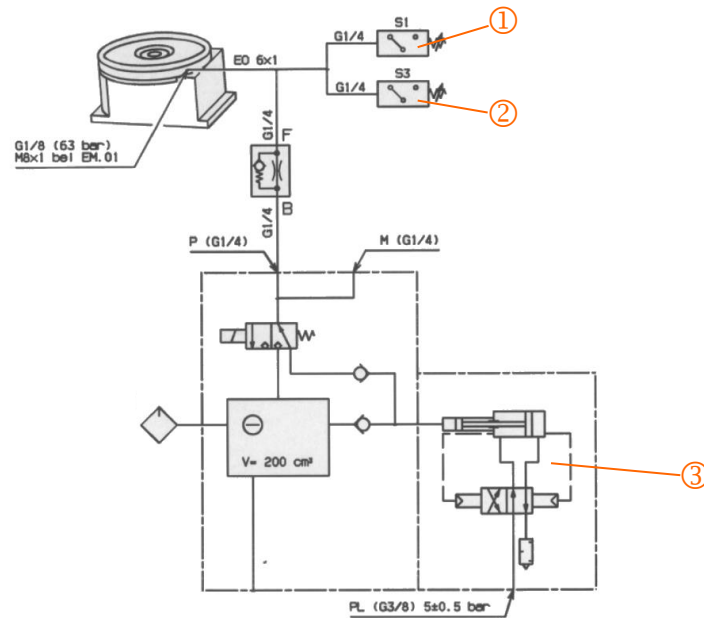 ①
S1
G1/4
EO 6x1
S3
G1/4
②
G1/8 (63 bar)
M8x1 bei EM.01
G1/4
F
B
G1/4
P (G1/4)
M (G1/4)
V= 200 cm³
③
PL (G3/8) 5±0.5 bar